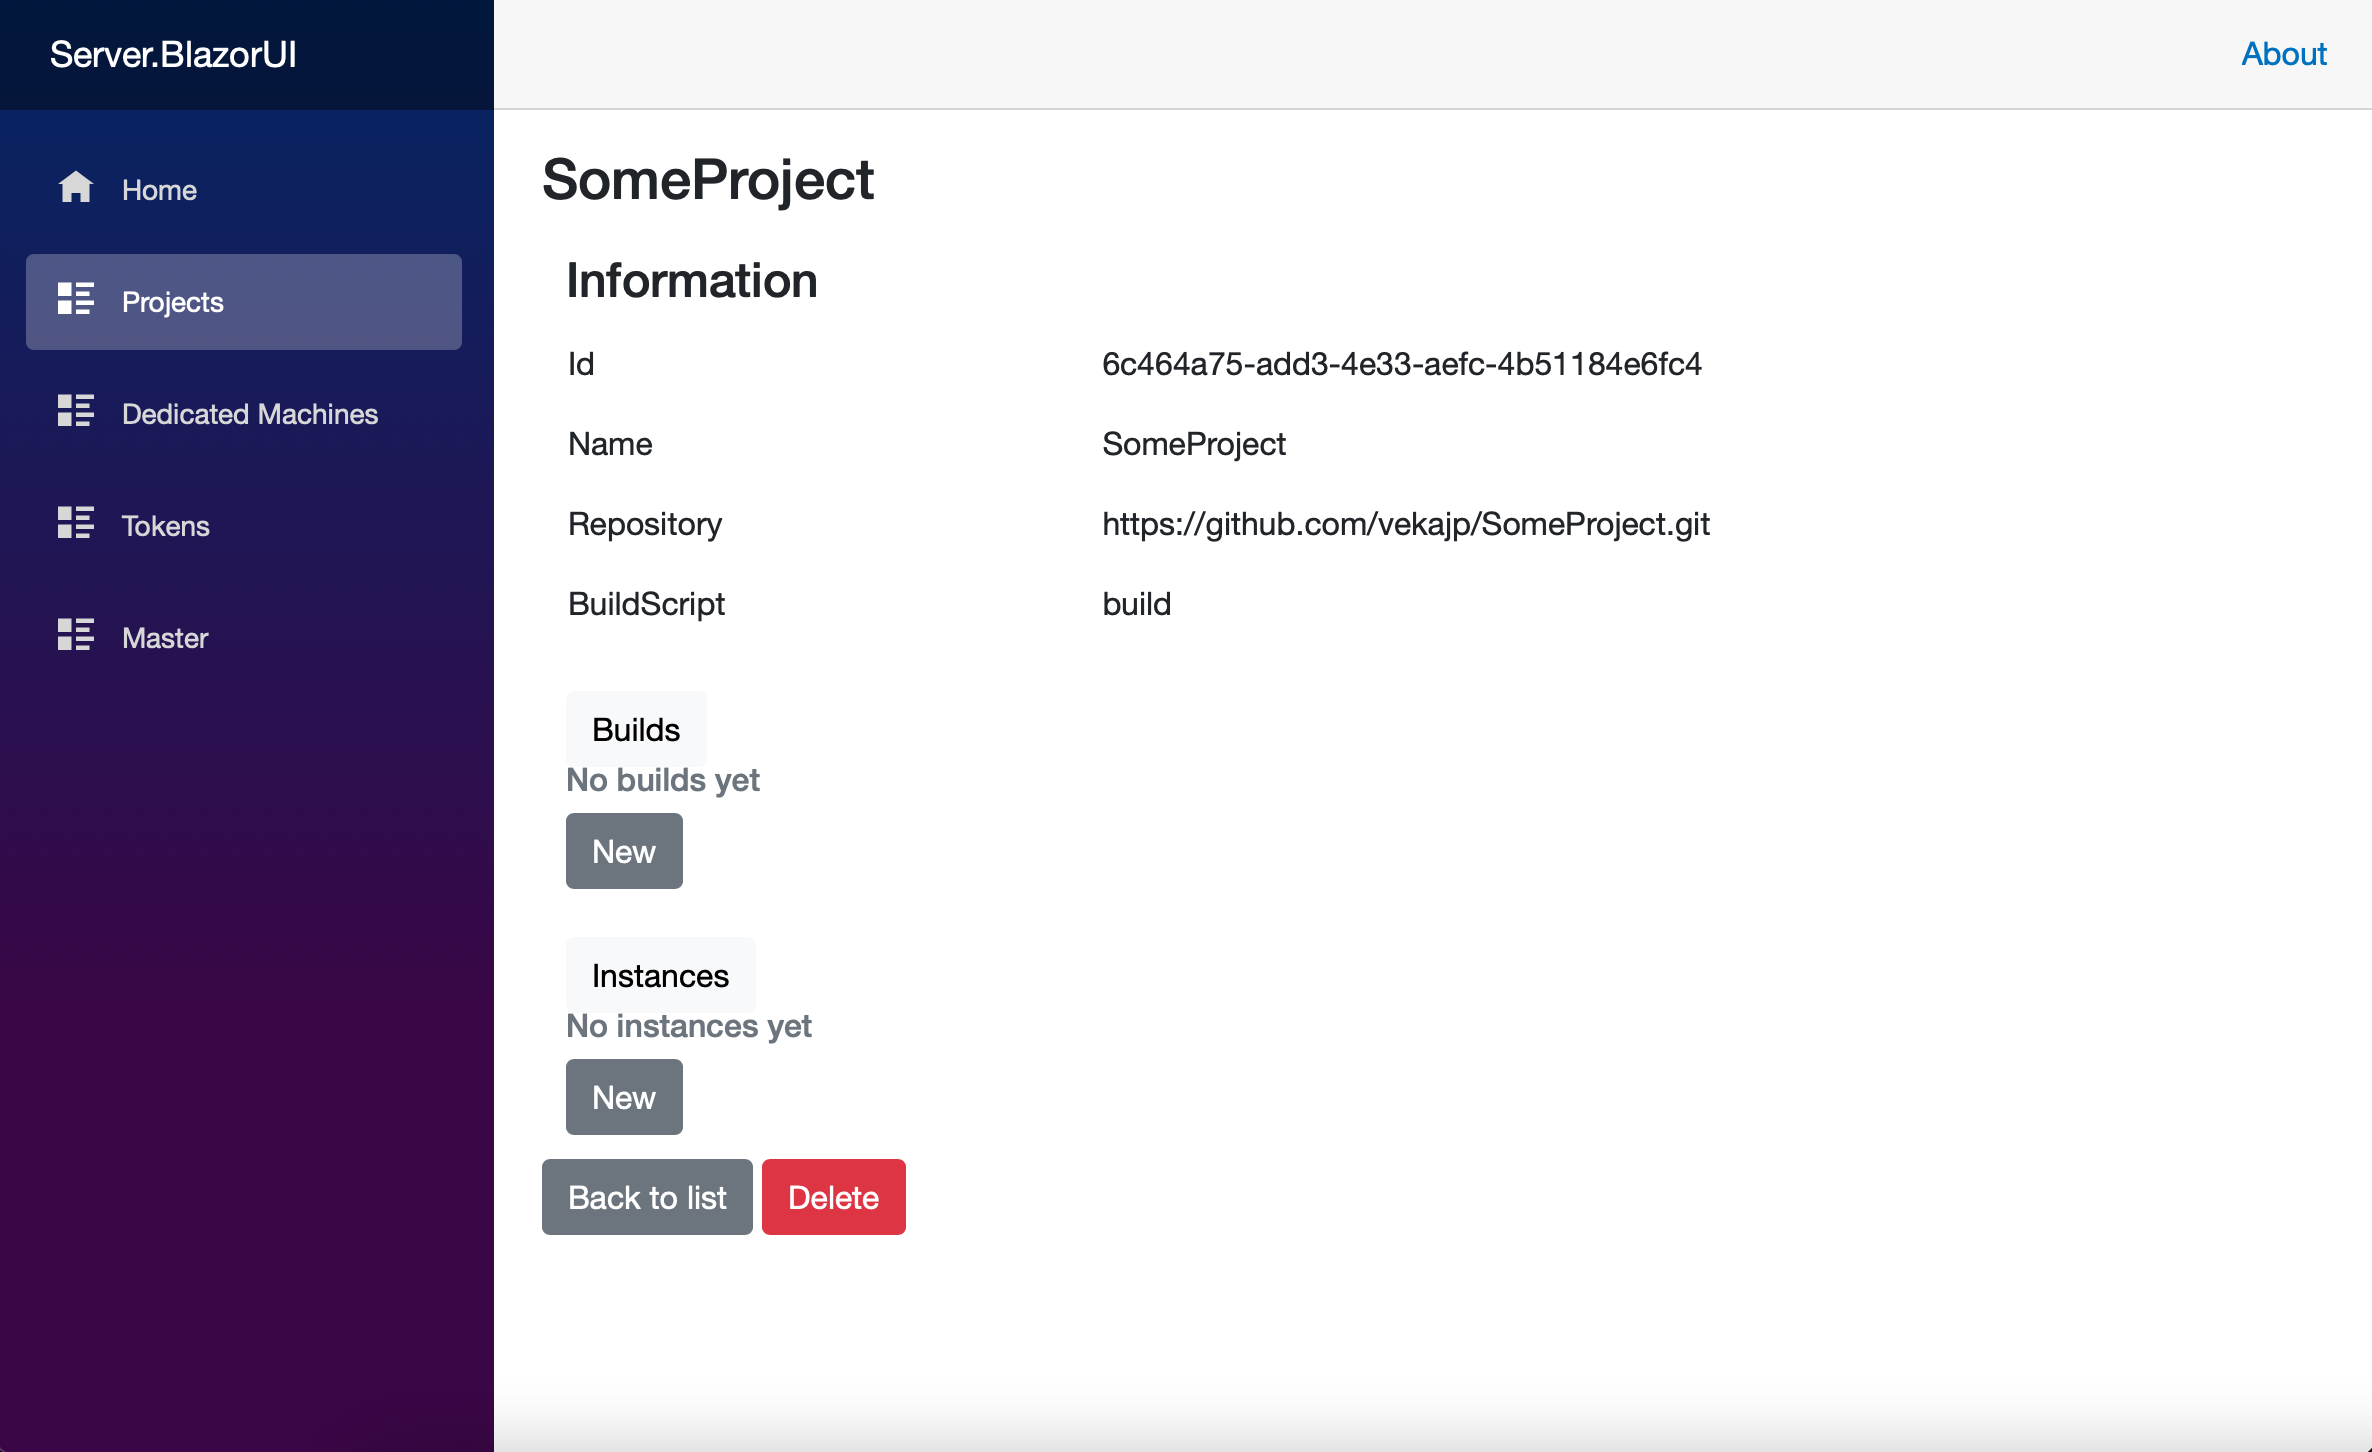 Server.BlazorUI
About
Home
Projects
Dedicated Machines
Tokens
Master
SomeProject
Information
Id 6c464a75-add3-4e33-aefc-4b51184e6fc4
Name SomeProject
Repository https://github.com/vekajp/SomeProject.git
BuildScript build
Builds
No builds yet
New
Instances
No instances yet
New
Back to list Delete